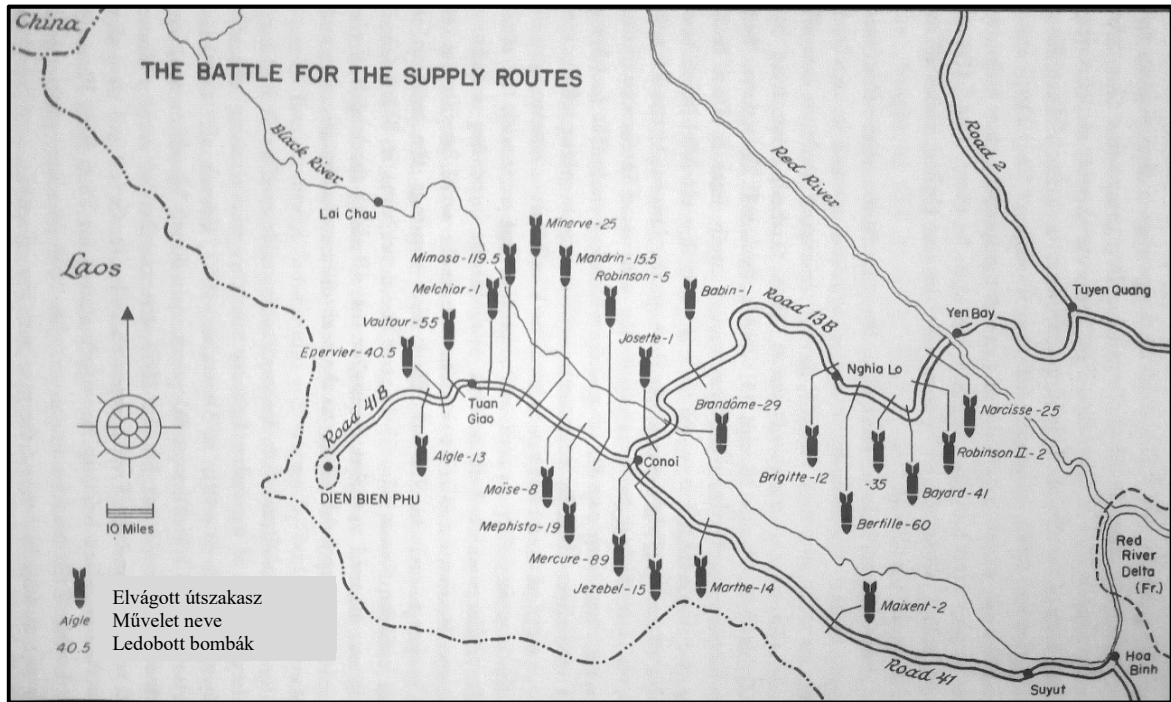 China
THE BATTLE FOR THE SUPPLY ROUTES
Black River
Red River
Road 2
Lai Chau
Laos
Minerve-25
Mimosa-119.5
Mandrin-15.5
Melchior-1
Robinson-5
Babin-1
Road 13B
Tuyen Quang
Yen Bay
Vautour-55
Josette-1
Epervier-40.5
Nghia Lo
Tuan
Giao
Road 41B
Brandôme-29
Narcisse-25
Aigle-13
Conoi
Brigitte-12
Robinson II-2
-35
DIEN BIEN PHU
Moïse-8
Bayard-41
Mephisto-19
Bertille-60
10 Miles
Mercure-89
Jezebel-15
Marthe-14
Red
River
Delta
(Fr.)
Maixent-2
Elvágott útszakasz
Aigle Művelet neve
40.5 Ledobott bombák
Road 41
Hoa
Binh
Suyut